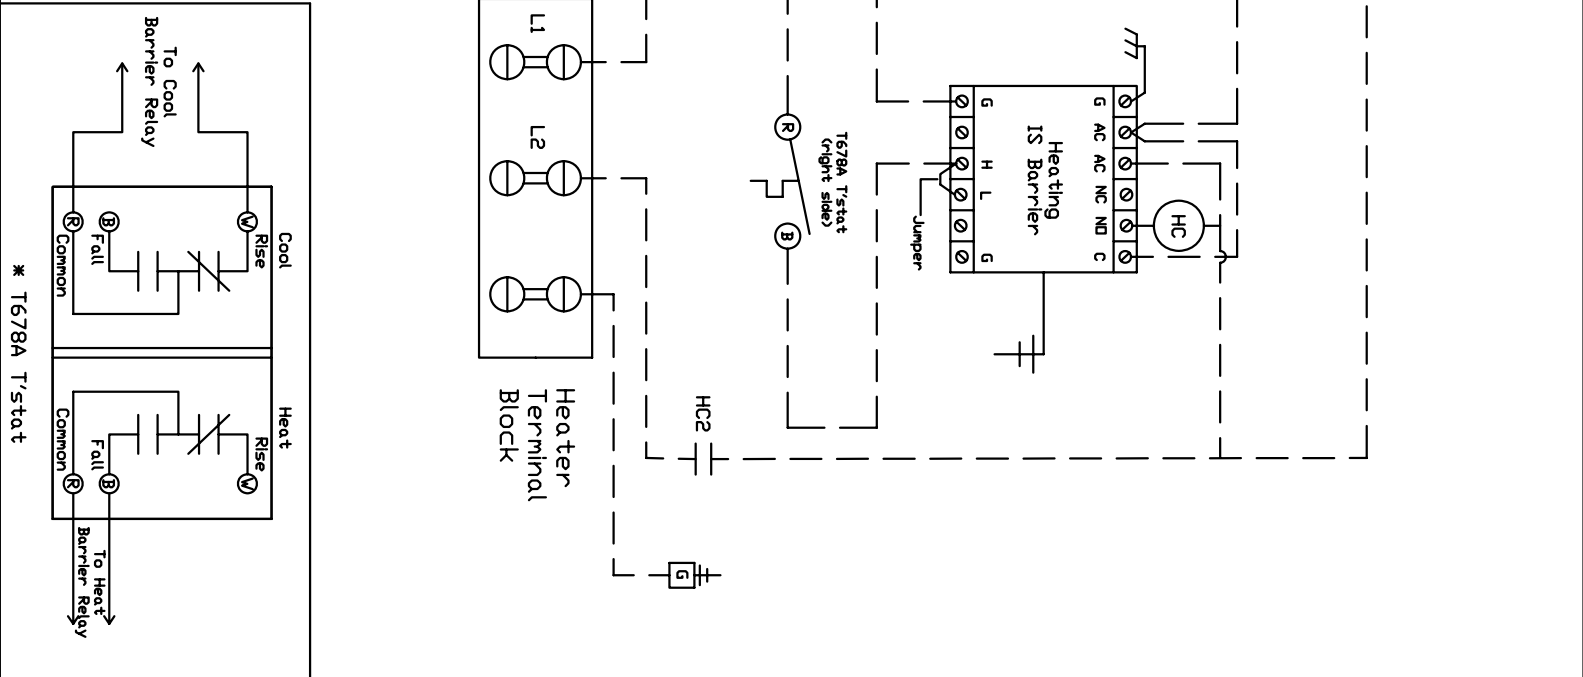 To Cool
Barrier Relay
W
Rise
B
Fall
R
Common
Cool
Heat
Rise
W
Fall
B
Common
R
To Heat
Barrier Relay
* T678A T'stat
L1
L2
Heater
Terminal
Block
T678A T'stat
(right side)
R
B
HC2
G
Heating
IS Barrier
G
AC
AC
NC
NO
C
G
H
L
G
Jumper
HC